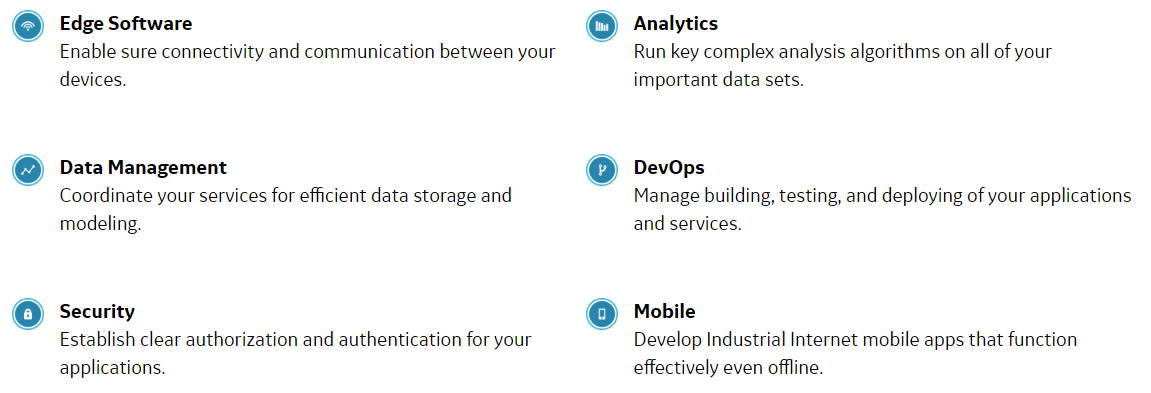 Edge Software
Enable sure connectivity and communication between your
devices.
Analytics
Run key complex analysis algorithms on all of your
important data sets.
Data Management
Coordinate your services for efficient data storage and
modeling.
DevOps
Manage building, testing, and deploying of your applications
and services.
Security
Establish clear authorization and authentication for your
applications.
Mobile
Develop Industrial Internet mobile apps that function
effectively even offline.